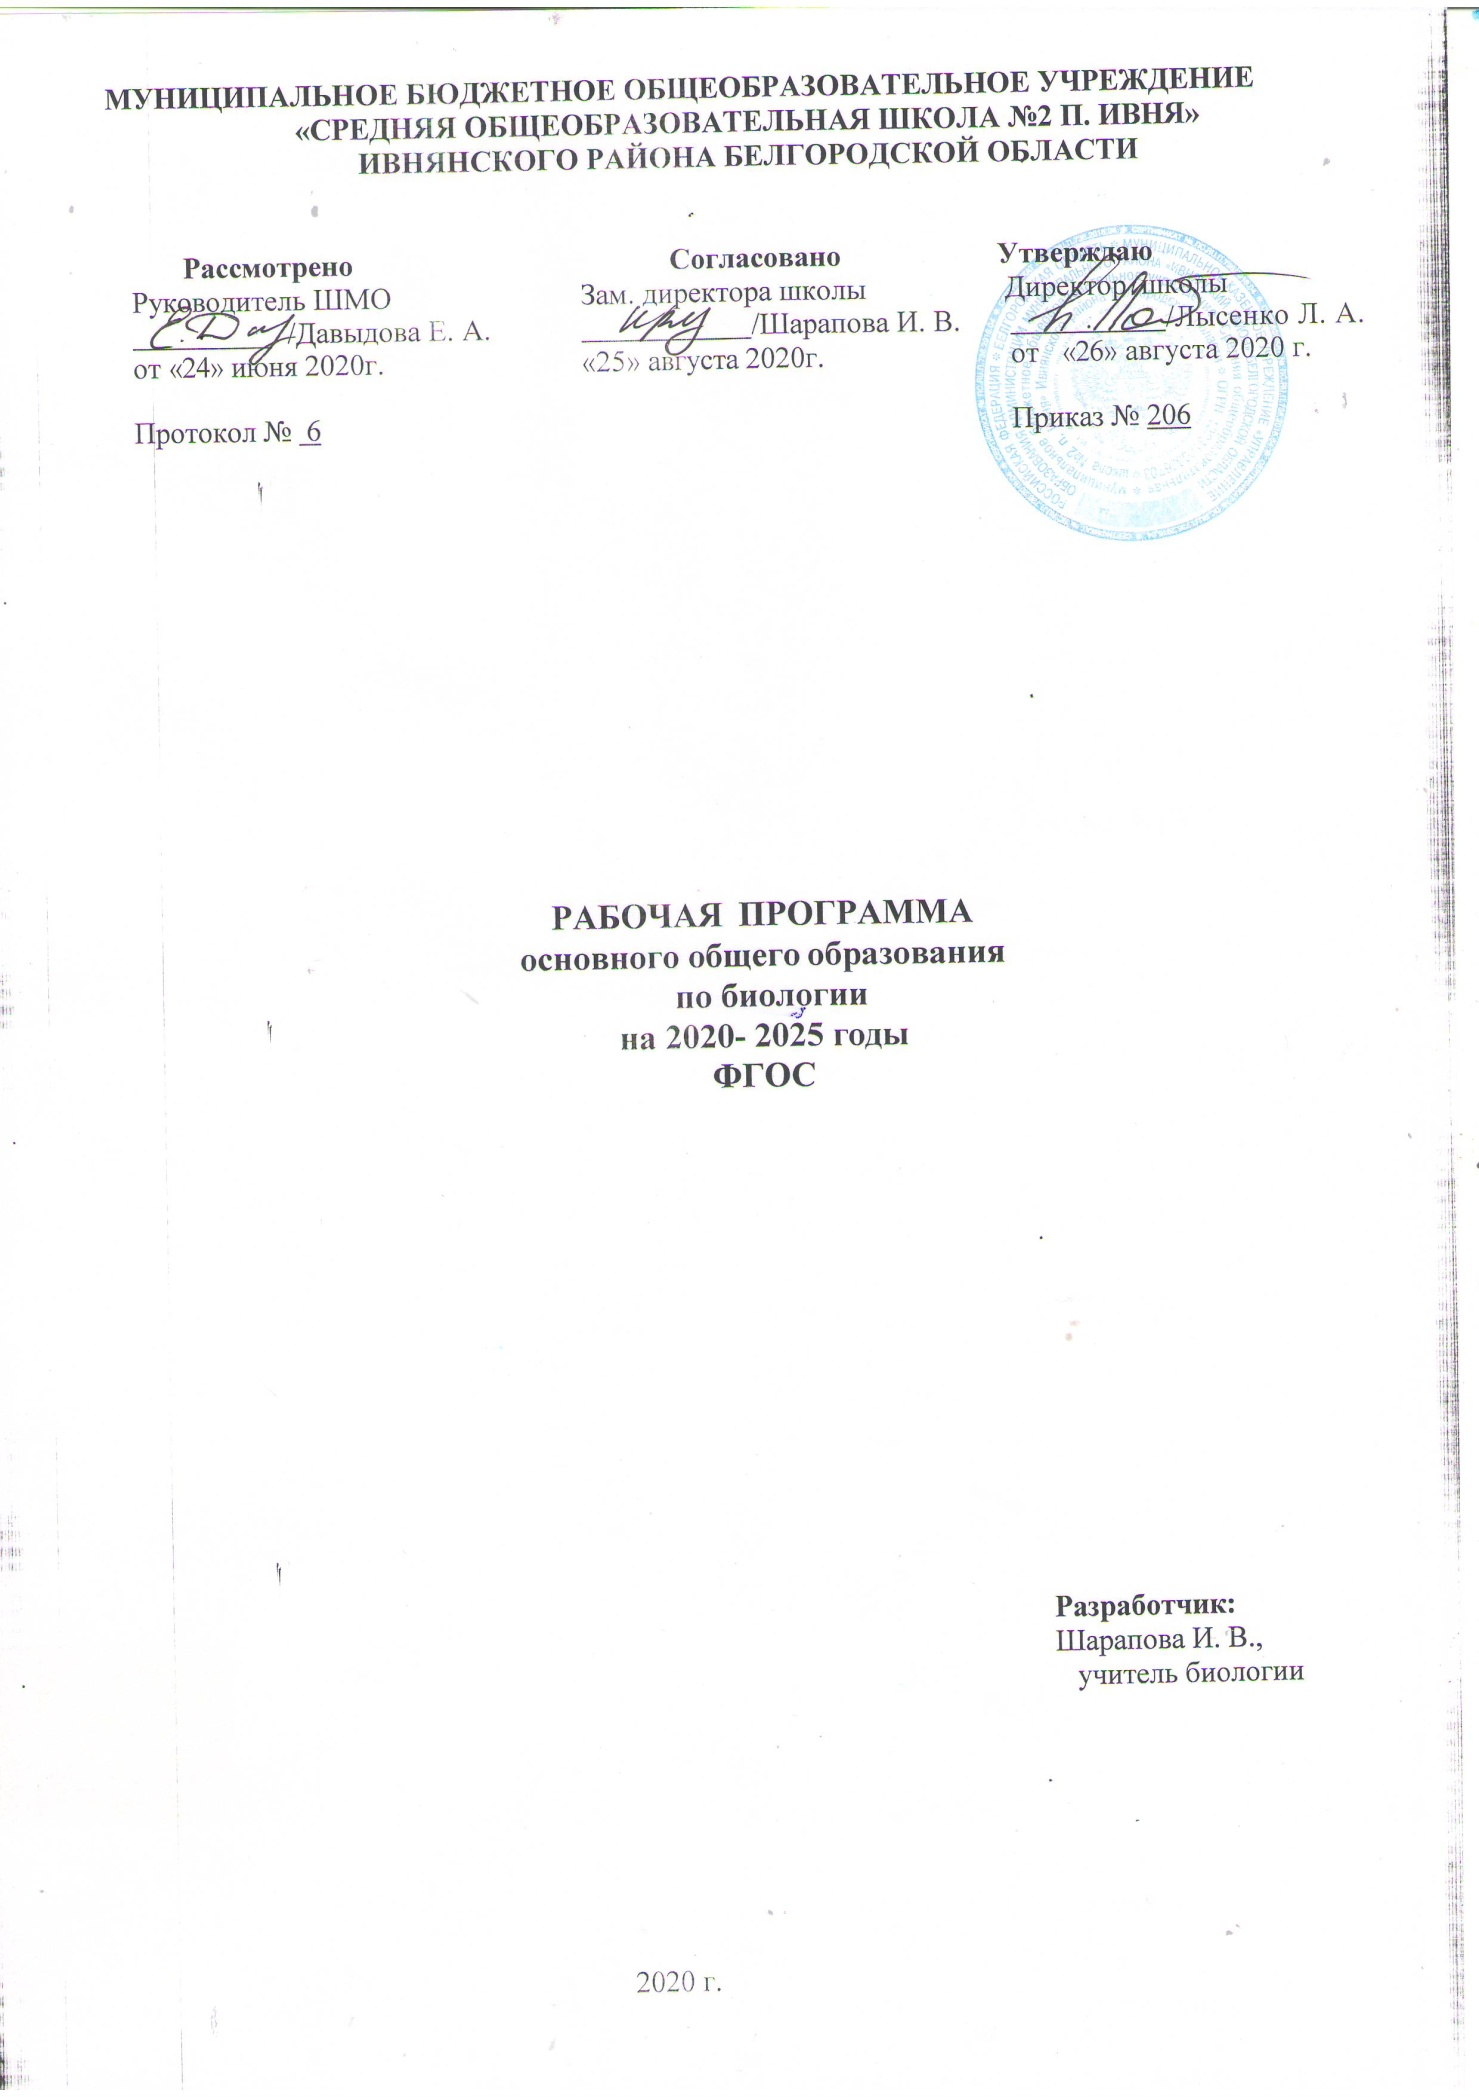 МУНИЦИПАЛЬНОЕ БЮДЖЕТНОЕ ОБЩЕОБРАЗОВАТЕЛЬНОЕ УЧРЕЖДЕНИЕ
«СРЕДНЯЯ ОБЩЕОБРАЗОВАТЕЛЬНАЯ ШКОЛА №2 П. ИВНЯ»
ИВНЯНСКОГО РАЙОНА БЕЛГОРОДСКОЙ ОБЛАСТИ
Рассмотрено
Руководитель ШМО
/Давыдова Е. А.
от «24» июня 2020г.
Протокол № 6
Согласовано
Зам. директора школы
/Шарапова И. В.
«25» августа 2020г.
Утверждаю
Директор школы
/Лысенко Л. А.
от «26» августа 2020 г.
Приказ № 206
РАБОЧАЯ ПРОГРАММА
основного общего образования
по биологии
на 2020- 2025 годы
ФГОС
Разработчик:
Шарапова И. В.,
учитель биологии
2020 г.